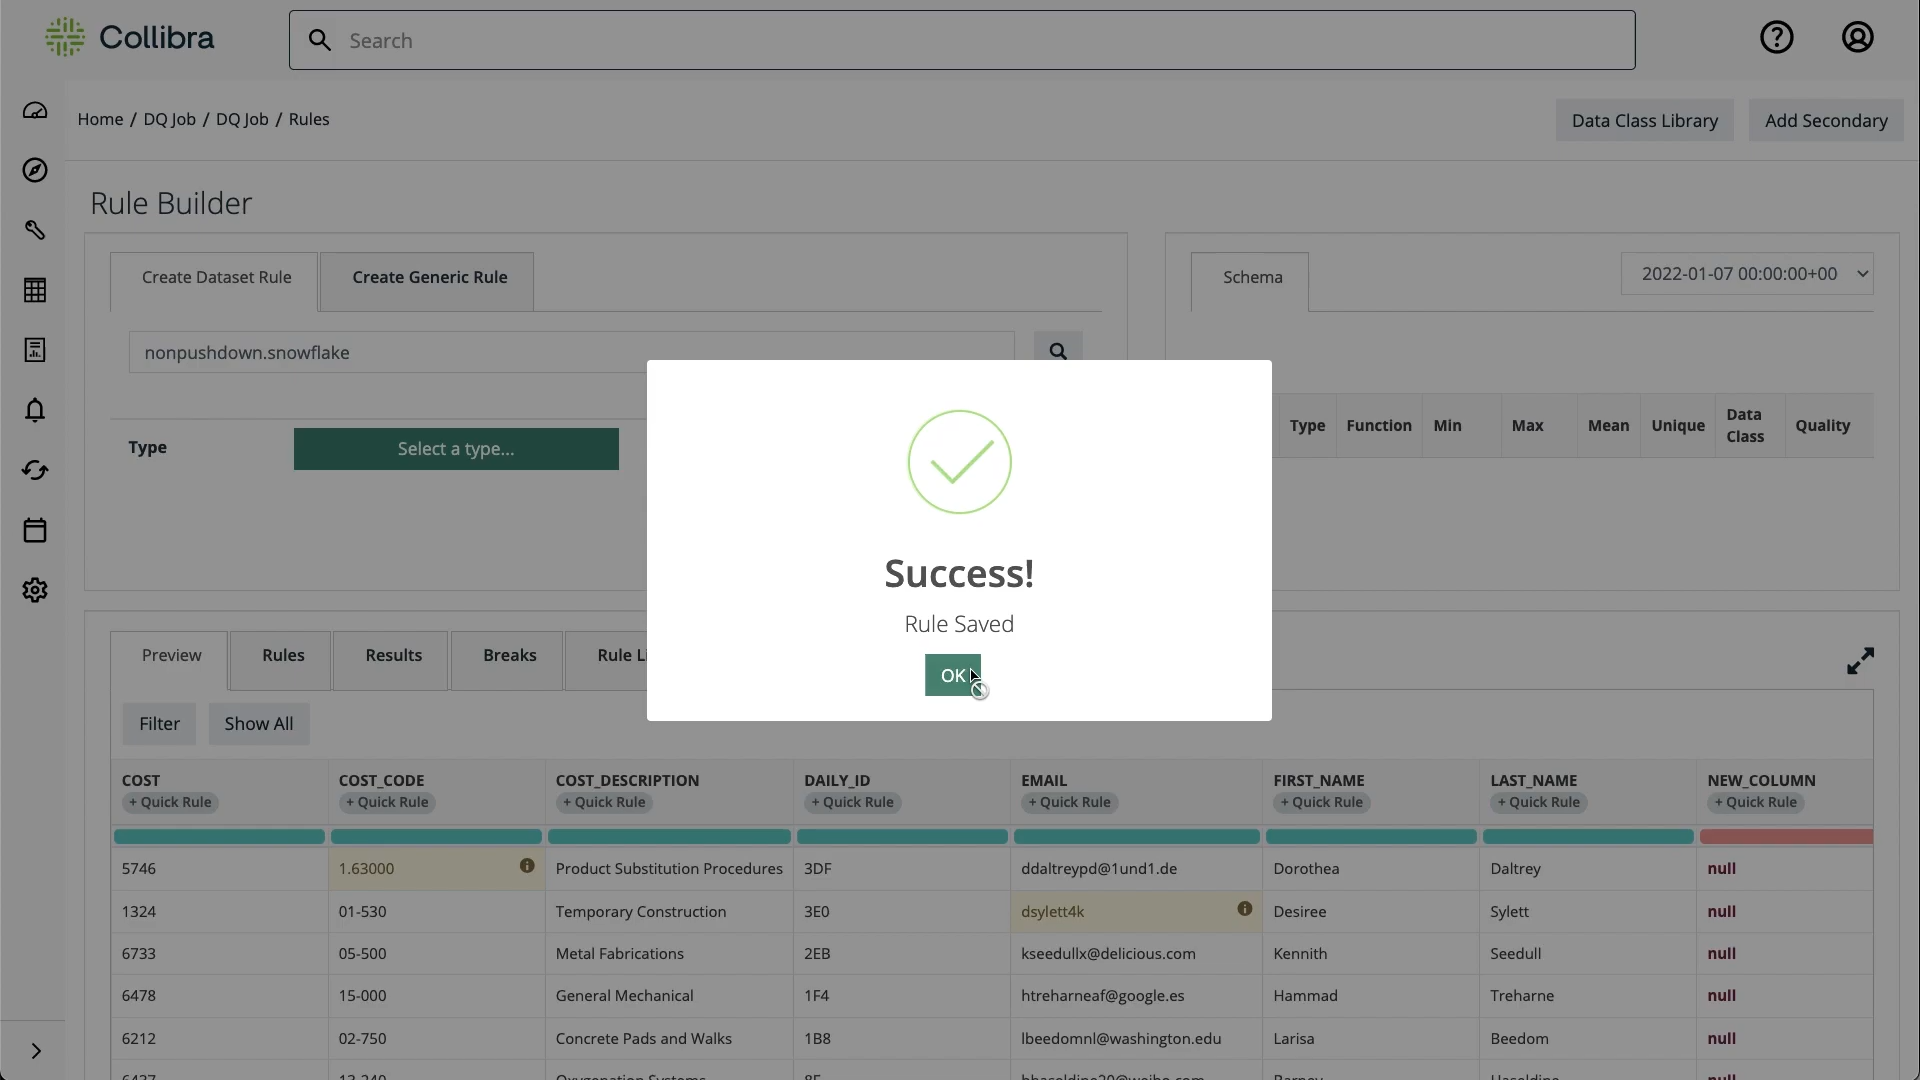 Collibra
Search
Home / DQ Job / DQ Job / Rules
Data Class Library
Add Secondary
Rule Builder
Create Dataset Rule
Create Generic Rule
Schema
2022-01-07 00:00:00+00
nonpushdown.snowflake
Type
Select a type...
Type Function Min Max Mean Unique Data Class Quality
Success!
Rule Saved
OK
Preview Rules Results Breaks Rule Li
Filter Show All
COST COST_CODE COST_DESCRIPTION DAILY_ID EMAIL FIRST_NAME LAST_NAME NEW_COLUMN
+ Quick Rule + Quick Rule + Quick Rule + Quick Rule + Quick Rule + Quick Rule + Quick Rule + Quick Rule
5746 1.63000 Product Substitution Procedures 3DF ddaltreypd@1und1.de Dorothea Daltrey null
1324 01-530 Temporary Construction 3E0 dsylett4k Desiree Sylett null
6733 05-500 Metal Fabrications 2EB kseedullx@delicious.com Kennith Seedull null
6478 15-000 General Mechanical 1F4 htreharneaf@google.es Hammad Treharne null
6212 02-750 Concrete Pads and Walks 1B8 lbeedomnl@washington.edu Larisa Beedom null